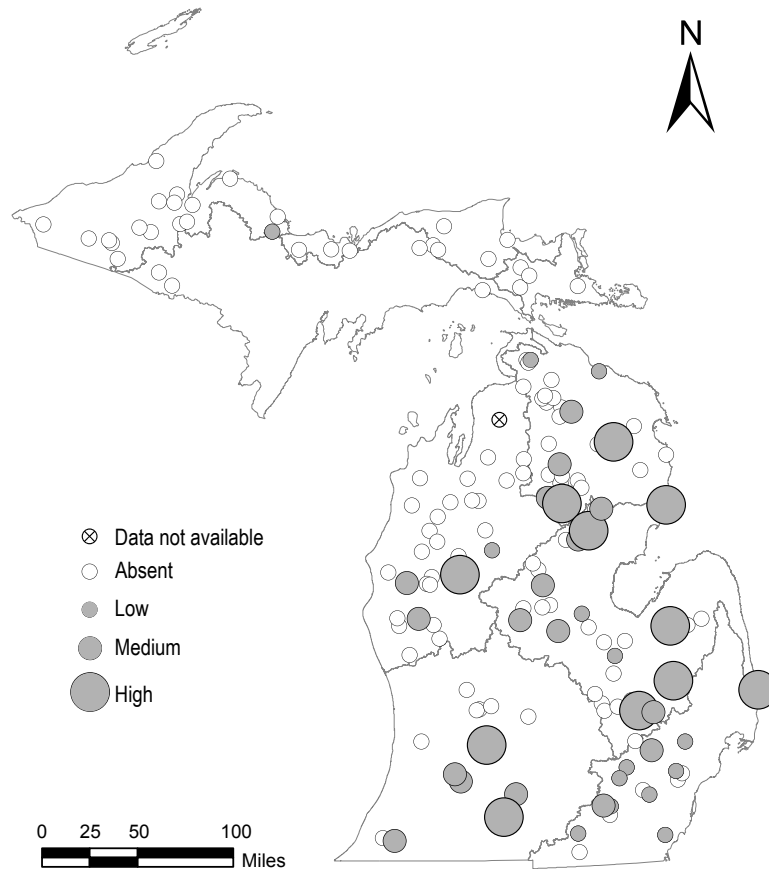 N
Data not available
Absent
Low
Medium
High
0 25 50 100
Miles